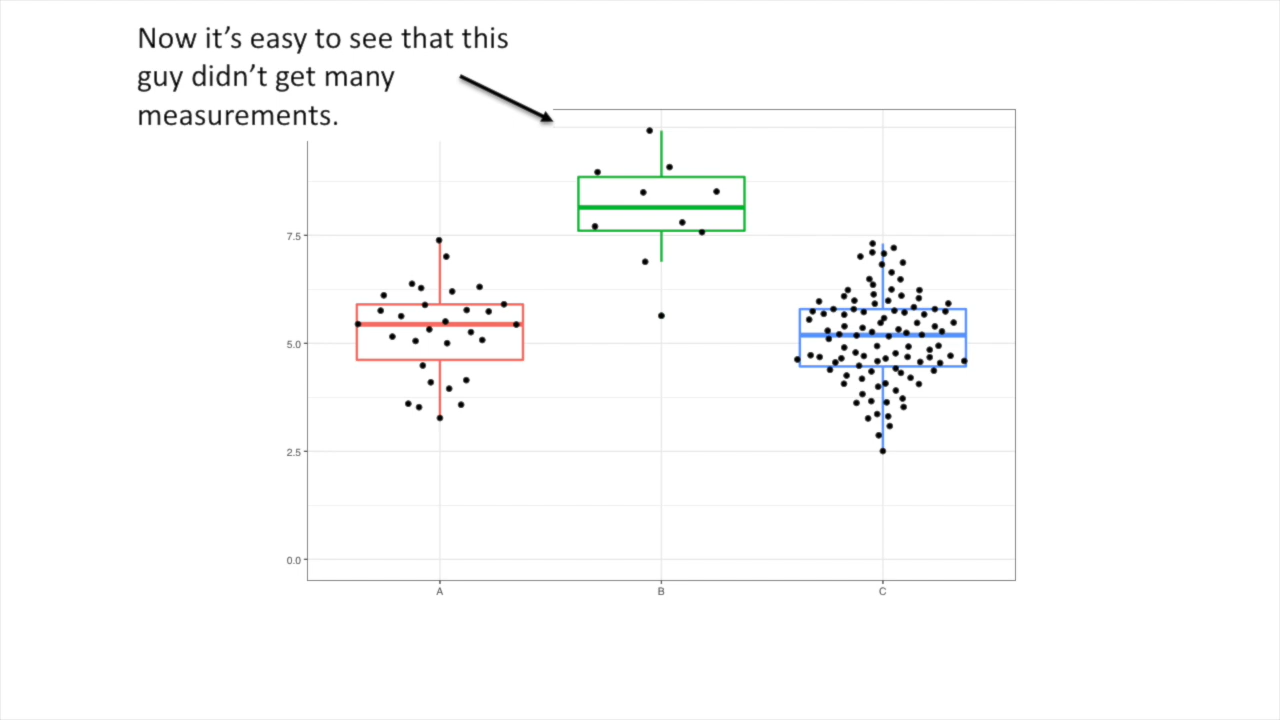 Now it’s easy to see that this
guy didn’t get many
measurements.
7.5
5.0
2.5
0.0
A B C